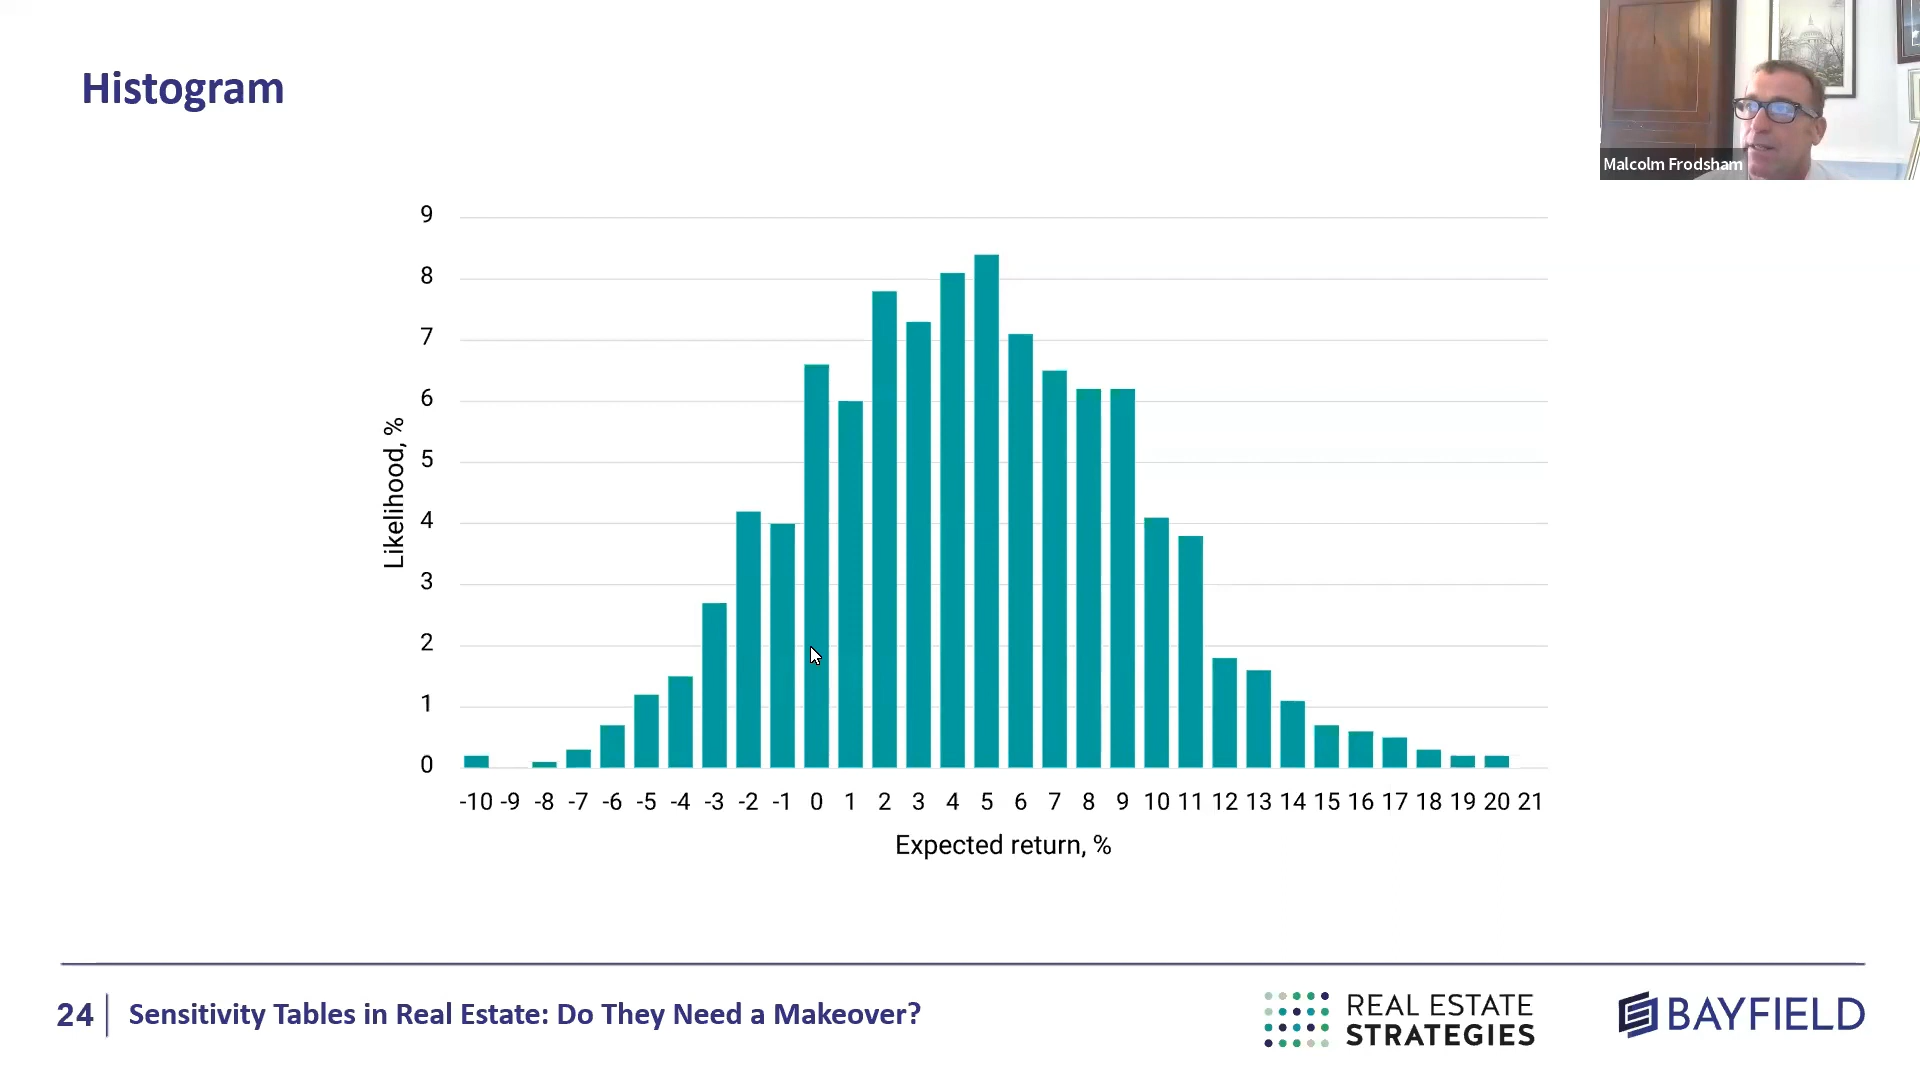 Histogram
Malcolm Frodsham
9
8
7
6
5
4
3
2
1
0
Likelihood, %
-10 -9 -8 -7 -6 -5 -4 -3 -2 -1 0 1 2 3 4 5 6 7 8 9 10 11 12 13 14 15 16 17 18 19 20 21
Expected return, %
24 Sensitivity Tables in Real Estate: Do They Need a Makeover?
REAL ESTATE
STRATEGIES
BAYFIELD